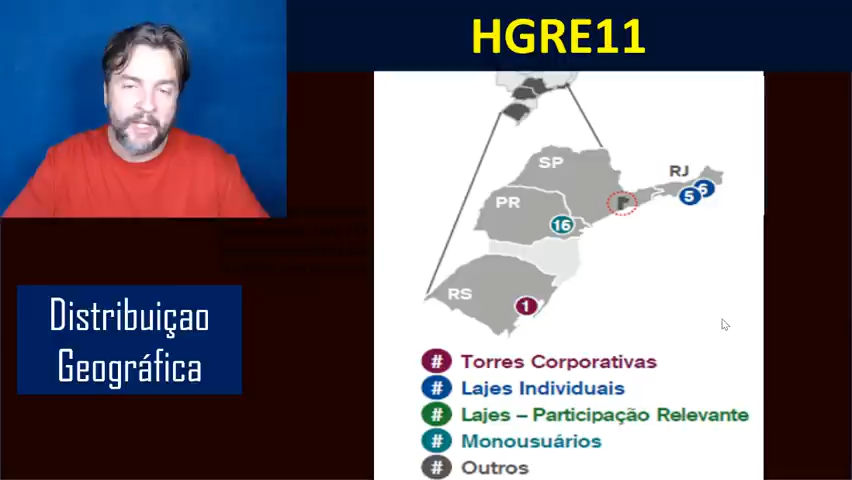 HGRE11
SP
RJ
5 6
PR
16
RS
1
Distribuiçao
Geográfica
# Torres Corporativas
# Lajes Individuais
# Lajes – Participação Relevante
# Monousuários
# Outros